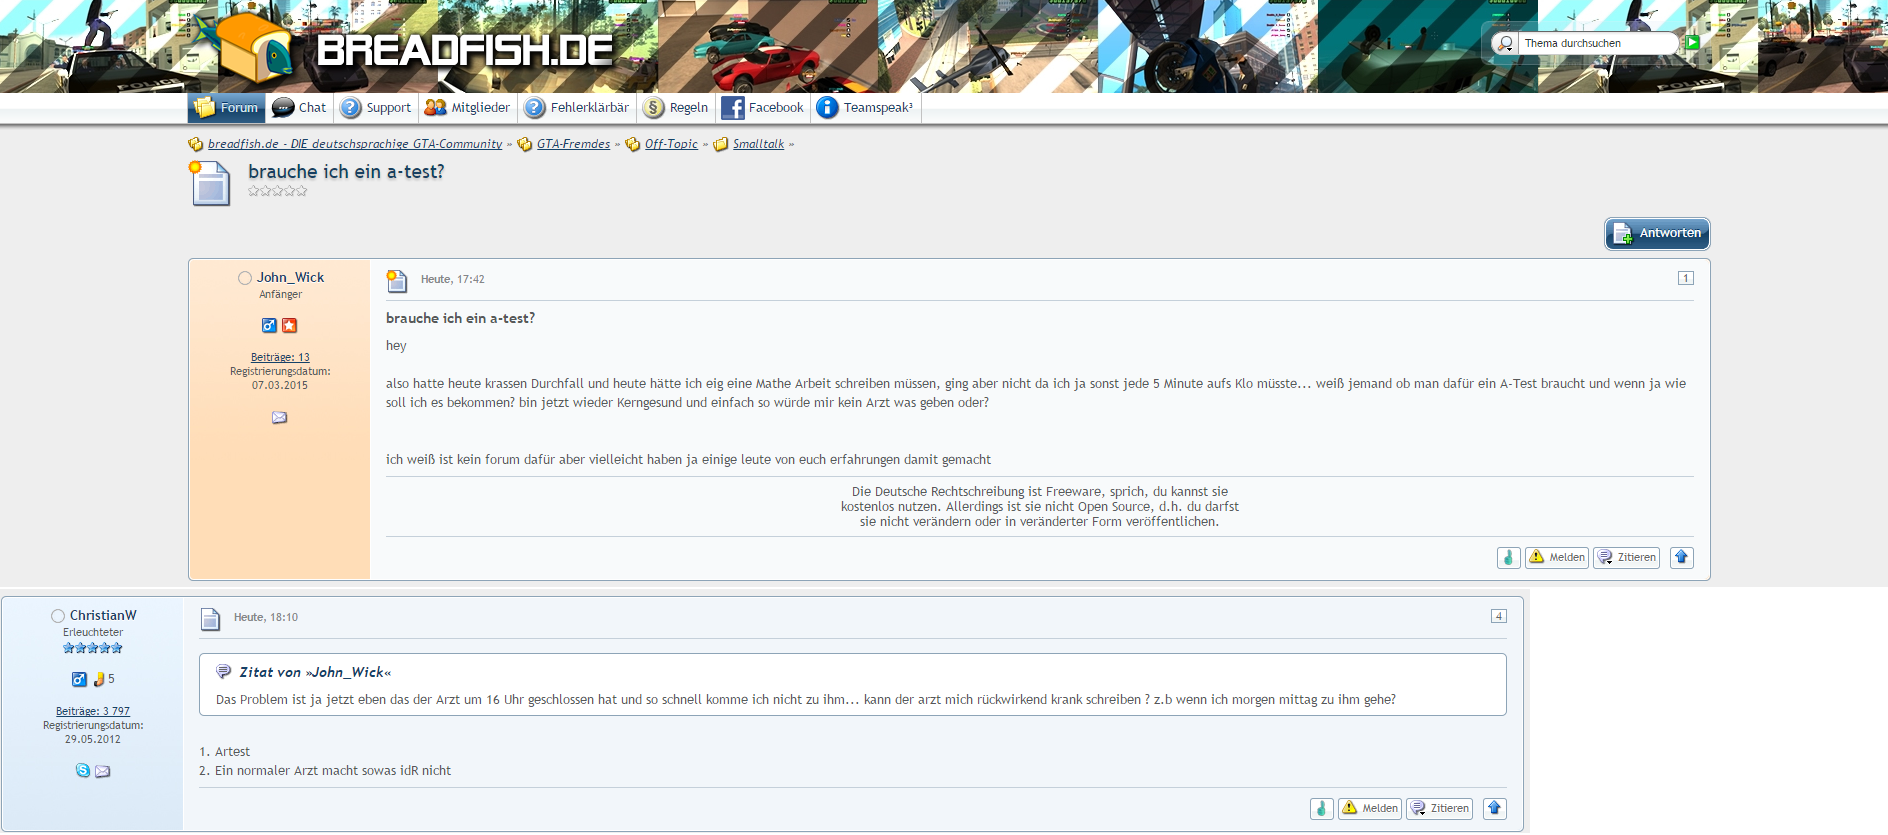 BREADFISH.DE
Thema durchsuchen
Forum Chat Support Mitglieder Fehlerklärbär Regeln Facebook Teamspeak³
breadfish.de - DIE deutschsprachige GTA-Community » GTA-Fremdes » Off-Topic » Smalltalk »
brauche ich ein a-test?
Antworten
John_Wick
Anfänger
Beiträge: 13
Registrierungsdatum:
07.03.2015
Heute, 17:42
1
brauche ich ein a-test?
hey
also hatte heute krassen Durchfall und heute hätte ich eig eine Mathe Arbeit schreiben müssen, ging aber nicht da ich ja sonst jede 5 Minute aufs Klo müsste... weiß jemand ob man dafür ein A-Test braucht und wenn ja wie
soll ich es bekommen? bin jetzt wieder Kerngesund und einfach so würde mir kein Arzt was geben oder?
ich weiß ist kein forum dafür aber vielleicht haben ja einige leute von euch erfahrungen damit gemacht
Die Deutsche Rechtschreibung ist Freeware, sprich, du kannst sie
kostenlos nutzen. Allerdings ist sie nicht Open Source, d.h. du darfst
sie nicht verändern oder in veränderter Form veröffentlichen.
Melden Zitieren
ChristianW
Erleuchteter
5
Beiträge: 3 797
Registrierungsdatum:
29.05.2012
Heute, 18:10
4
Zitat von »John_Wick«
Das Problem ist ja jetzt eben das der Arzt um 16 Uhr geschlossen hat und so schnell komme ich nicht zu ihm... kann der arzt mich rückwirkend krank schreiben ? z.b wenn ich morgen mittag zu ihm gehe?
1. Artest
2. Ein normaler Arzt macht sowas idR nicht
Melden Zitieren